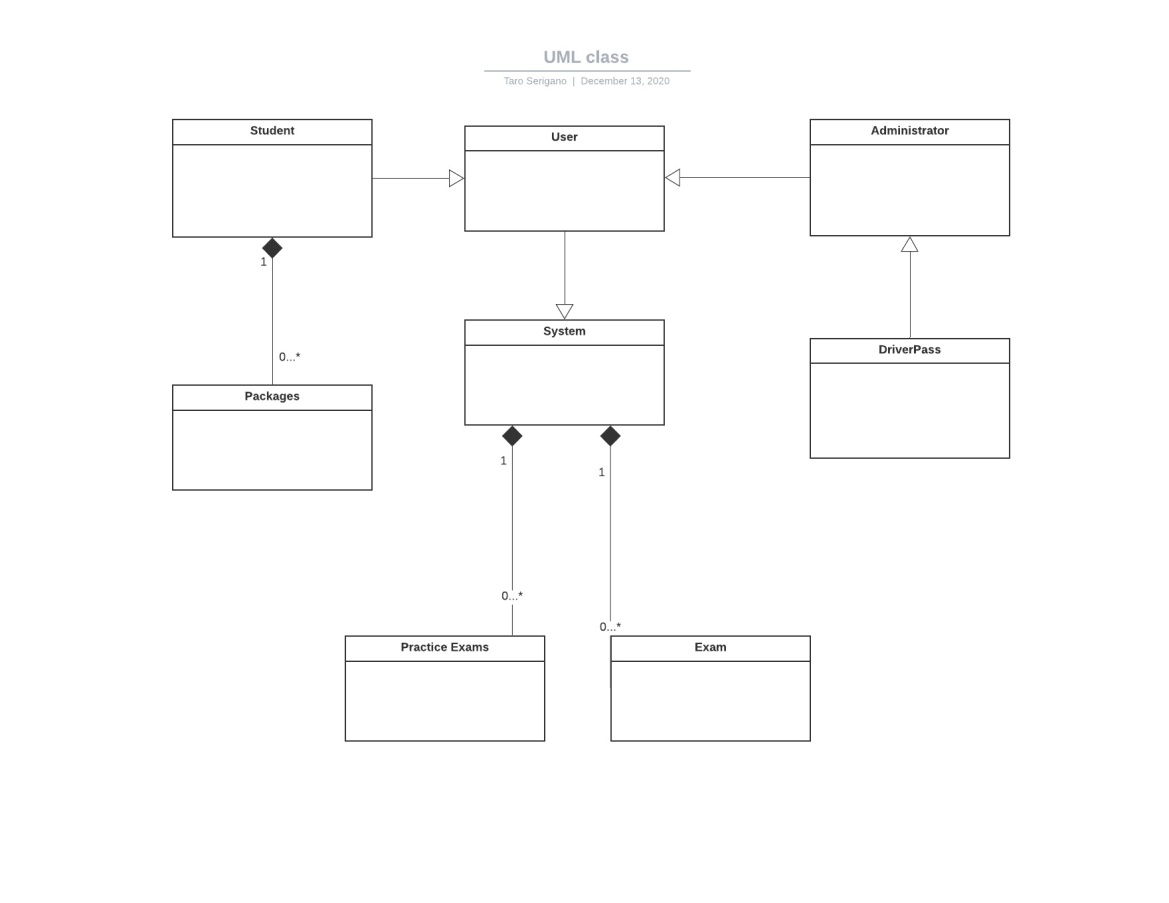 UML class
Taro Serigano | December 13, 2020
Student
User
Administrator
1
0...*
System
DriverPass
Packages
1
1
0...*
0...*
Practice Exams
Exam